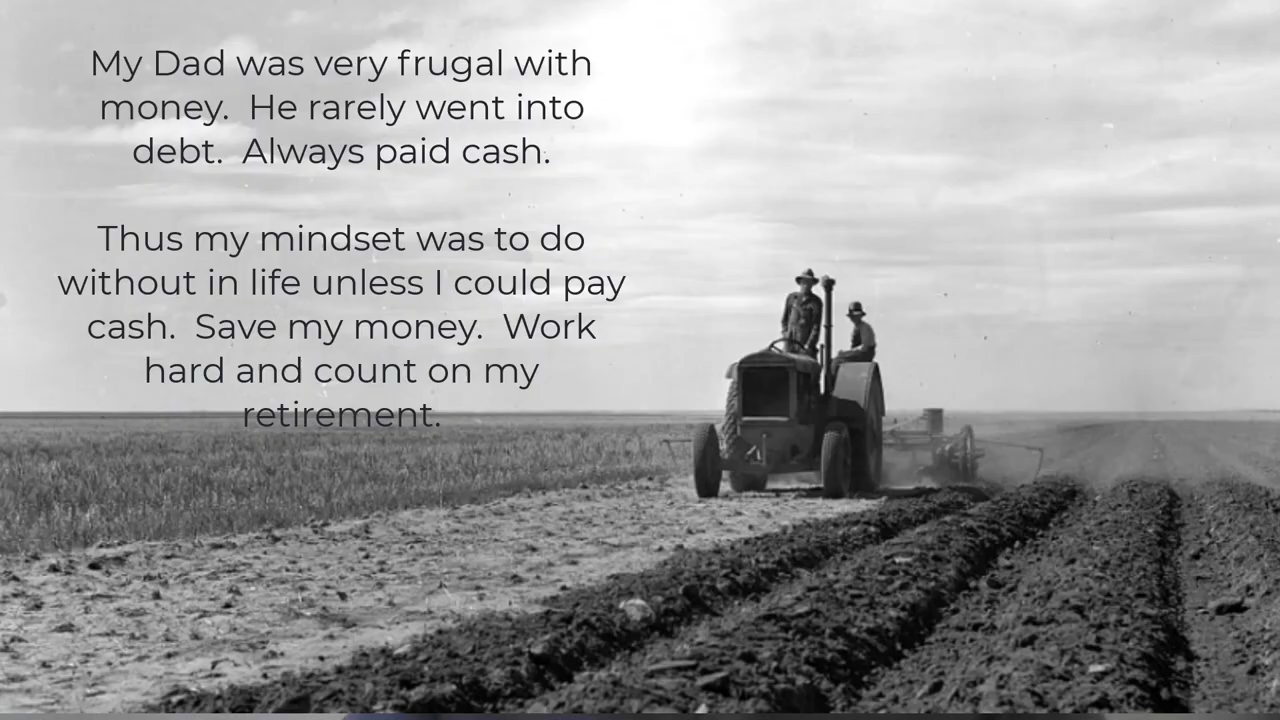 My Dad was very frugal with
money.  He rarely went into
debt.  Always paid cash.
Thus my mindset was to do
without in life unless I could pay
cash.  Save my money.  Work
hard and count on my
retirement.